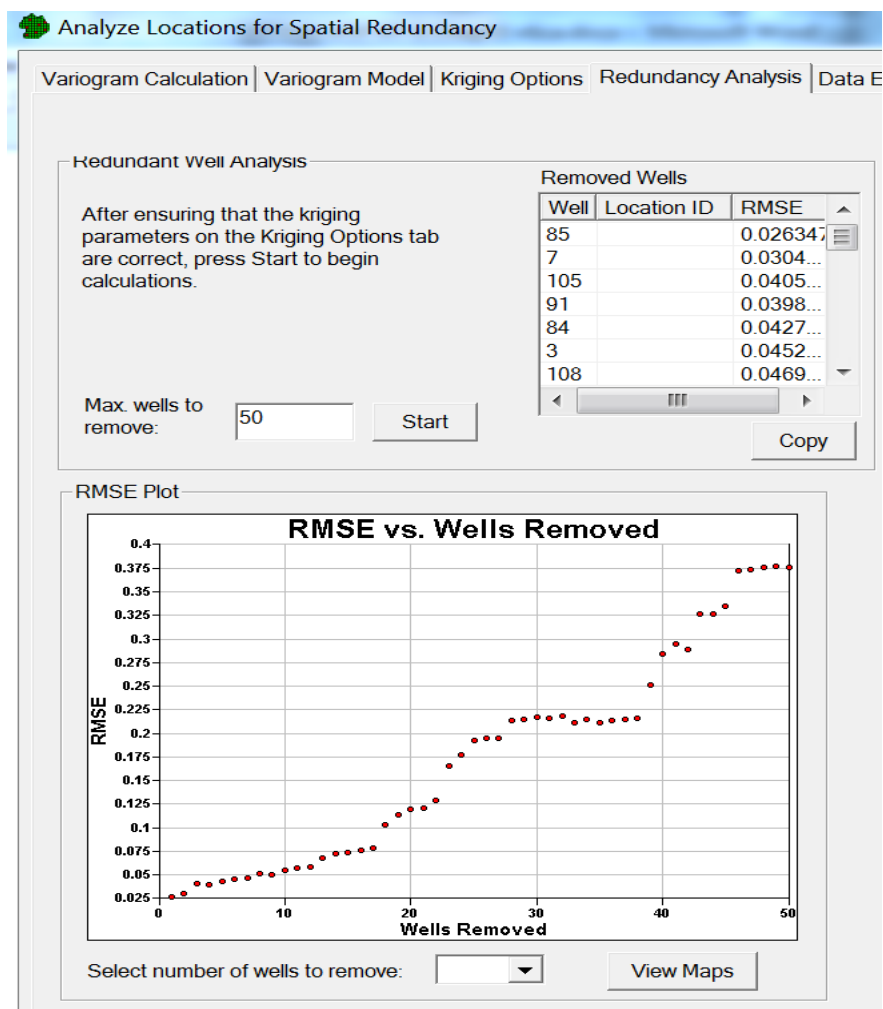 Analyze Locations for Spatial Redundancy
Variogram Calculation Variogram Model Kriging Options Redundancy Analysis Data E
Redundant Well Analysis
After ensuring that the kriging
parameters on the Kriging Options tab
are correct, press Start to begin
calculations.
Max. wells to
remove:
50
Start
Removed Wells
Well Location ID RMSE
85 0.026347
7 0.0304...
105 0.0405...
91 0.0398...
84 0.0427...
3 0.0452...
108 0.0469...
Copy
RMSE Plot
RMSE vs. Wells Removed
0.4
0.375
0.35
0.325
0.3
0.275
0.25
0.225
0.2
0.175
0.15
0.125
0.1
0.075
0.05
0.025
RMSE
0 10 20 30 40 50
Wells Removed
Select number of wells to remove:
View Maps